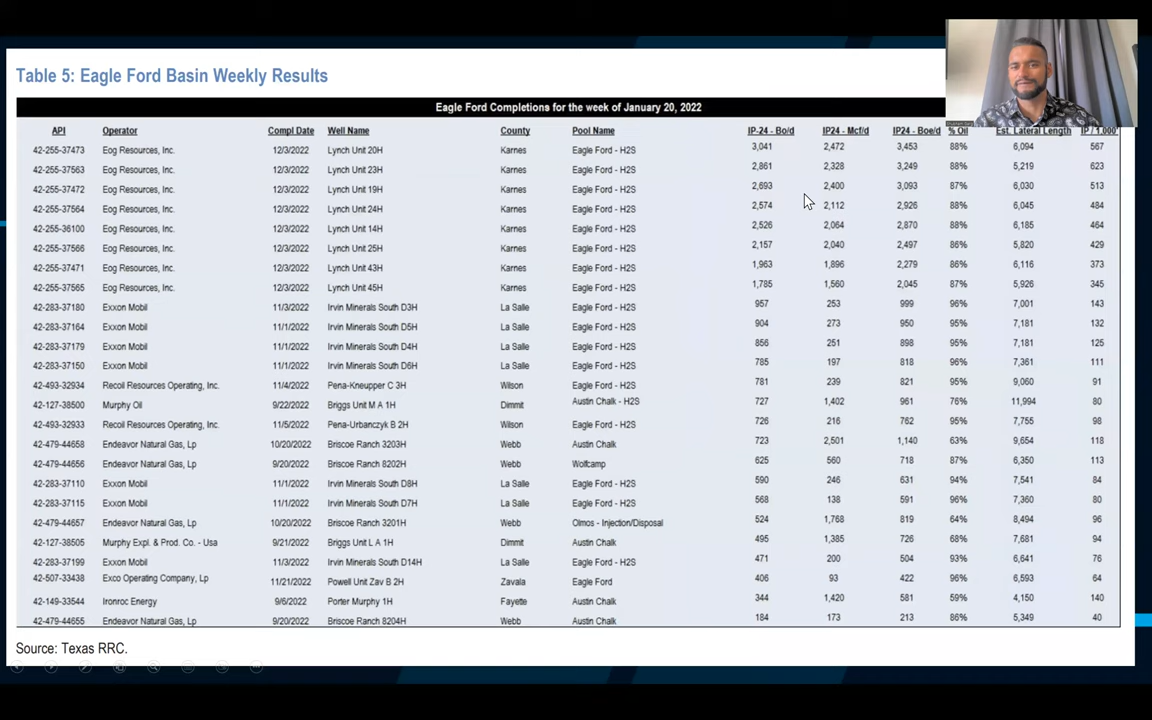 Table 5: Eagle Ford Basin Weekly Results
Eagle Ford Completions for the week of January 20, 2022
API Operator Compl Date Well Name County Pool Name IP-24 - Bo/d IP24 - Mcf/d IP24 - Boe/d % Oil Est. Lateral Length IP / 1,000'
42-255-37473 Eog Resources, Inc. 12/3/2022 Lynch Unit 20H Karnes Eagle Ford - H2S 3,041 2,472 3,453 88% 6,094 567
42-255-37563 Eog Resources, Inc. 12/3/2022 Lynch Unit 23H Karnes Eagle Ford - H2S 2,861 2,328 3,249 88% 5,219 623
42-255-37472 Eog Resources, Inc. 12/3/2022 Lynch Unit 19H Karnes Eagle Ford - H2S 2,693 2,400 3,093 87% 6,030 513
42-255-37564 Eog Resources, Inc. 12/3/2022 Lynch Unit 24H Karnes Eagle Ford - H2S 2,574 2,112 2,926 88% 6,045 484
42-255-36100 Eog Resources, Inc. 12/3/2022 Lynch Unit 14H Karnes Eagle Ford - H2S 2,526 2,064 2,870 88% 6,185 464
42-255-37566 Eog Resources, Inc. 12/3/2022 Lynch Unit 25H Karnes Eagle Ford - H2S 2,157 2,040 2,497 86% 5,820 429
42-255-37471 Eog Resources, Inc. 12/3/2022 Lynch Unit 43H Karnes Eagle Ford - H2S 1,963 1,896 2,279 86% 6,116 373
42-255-37565 Eog Resources, Inc. 12/3/2022 Lynch Unit 45H Karnes Eagle Ford - H2S 1,785 1,560 2,045 87% 5,926 345
42-283-37180 Exxon Mobil 11/3/2022 Irvin Minerals South D3H La Salle Eagle Ford - H2S 957 253 999 96% 7,001 143
42-283-37164 Exxon Mobil 11/1/2022 Irvin Minerals South D5H La Salle Eagle Ford - H2S 904 273 950 95% 7,181 132
42-283-37179 Exxon Mobil 11/1/2022 Irvin Minerals South D4H La Salle Eagle Ford - H2S 856 251 898 95% 7,181 125
42-283-37150 Exxon Mobil 11/1/2022 Irvin Minerals South D6H La Salle Eagle Ford - H2S 785 197 818 96% 7,361 111
42-493-32934 Recoil Resources Operating, Inc. 11/4/2022 Pena-Kneupper C 3H Wilson Eagle Ford - H2S 781 239 821 95% 9,060 91
42-127-38500 Murphy Oil 9/22/2022 Briggs Unit M A 1H Dimmit Austin Chalk - H2S 727 1,402 961 76% 11,994 80
42-493-32933 Recoil Resources Operating, Inc. 11/5/2022 Pena-Urbanczyk B 2H Wilson Eagle Ford - H2S 726 216 762 95% 7,755 98
42-479-44658 Endeavor Natural Gas, Lp 10/20/2022 Briscoe Ranch 3203H Webb Austin Chalk 723 2,501 1,140 63% 9,654 118
42-479-44656 Endeavor Natural Gas, Lp 9/20/2022 Briscoe Ranch 8202H Webb Wolfcamp 625 560 718 87% 6,350 113
42-283-37110 Exxon Mobil 11/1/2022 Irvin Minerals South D8H La Salle Eagle Ford - H2S 590 246 631 94% 7,541 84
42-283-37115 Exxon Mobil 11/1/2022 Irvin Minerals South D7H La Salle Eagle Ford - H2S 568 138 591 96% 7,360 80
42-479-44657 Endeavor Natural Gas, Lp 10/20/2022 Briscoe Ranch 3201H Webb Olmos - Injection/Disposal 524 1,768 819 64% 8,494 96
42-127-38505 Murphy Expl. & Prod. Co. - Usa 9/21/2022 Briggs Unit L A 1H Dimmit Austin Chalk 495 1,385 726 68% 7,681 94
42-283-37199 Exxon Mobil 11/3/2022 Irvin Minerals South D14H La Salle Eagle Ford - H2S 471 200 504 93% 6,641 76
42-507-33438 Exco Operating Company, Lp 11/21/2022 Powell Unit Zav B 2H Zavala Eagle Ford 406 93 422 96% 6,593 64
42-149-33544 Ironroc Energy 9/6/2022 Porter Murphy 1H Fayette Austin Chalk 344 1,420 581 59% 4,150 140
42-479-44655 Endeavor Natural Gas, Lp 9/20/2022 Briscoe Ranch 8204H Webb Austin Chalk 184 173 213 86% 5,349 40
Source: Texas RRC.